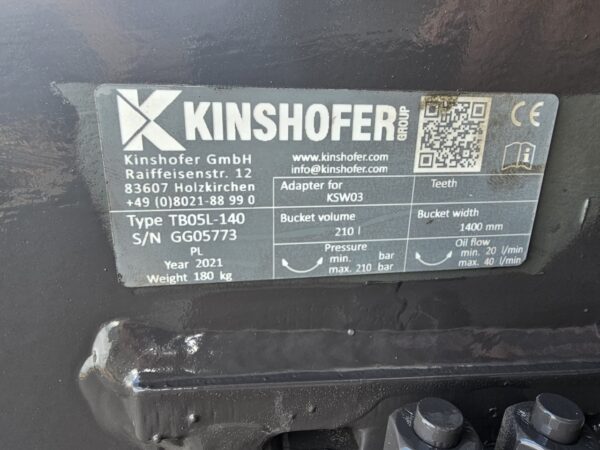 KINSHOFER GROUP
Kinshofer GmbH
Raiffeisenstr. 12
83607 Holzkirchen
+49 (0)8021-88 99 0
www.kinshofer.com
info@kinshofer.com
CE
Type TB05L-140
S/N GG05773
PL
Year 2021
Weight 180 kg
Adapter for
KSW03
Teeth
Bucket volume
210 l
Bucket width
1400 mm
Pressure
min. bar
max. 210 bar
Oil flow
min. 20 l/min
max. 40 l/min